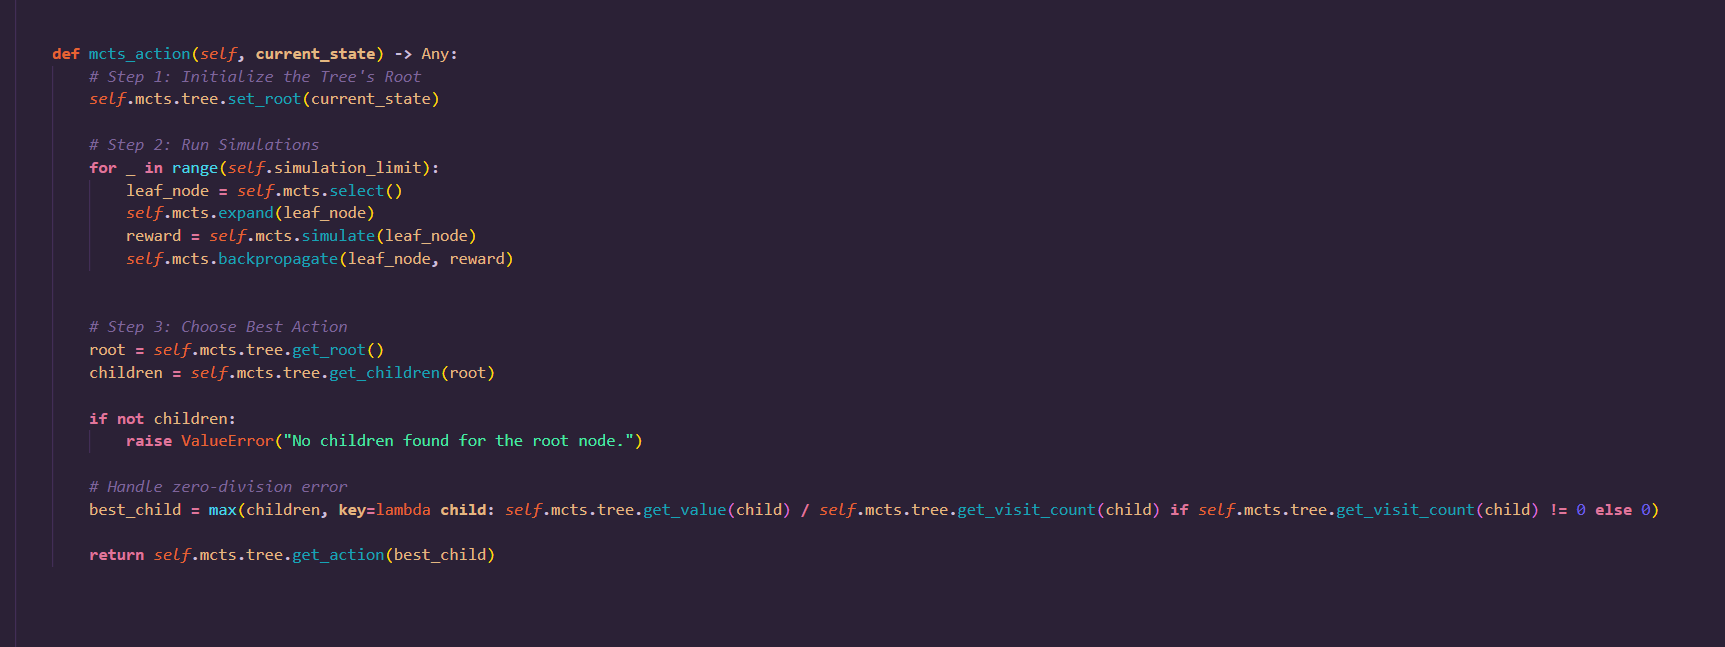 def mcts_action(self, current_state) -> Any:
    # Step 1: Initialize the Tree's Root
    self.mcts.tree.set_root(current_state)

    # Step 2: Run Simulations
    for _ in range(self.simulation_limit):
        leaf_node = self.mcts.select()
        self.mcts.expand(leaf_node)
        reward = self.mcts.simulate(leaf_node)
        self.mcts.backpropagate(leaf_node, reward)


    # Step 3: Choose Best Action
    root = self.mcts.tree.get_root()
    children = self.mcts.tree.get_children(root)

    if not children:
        raise ValueError("No children found for the root node.")

    # Handle zero-division error
    best_child = max(children, key=lambda child: self.mcts.tree.get_value(child) / self.mcts.tree.get_visit_count(child) if self.mcts.tree.get_visit_count(child) != 0 else 0)

    return self.mcts.tree.get_action(best_child)